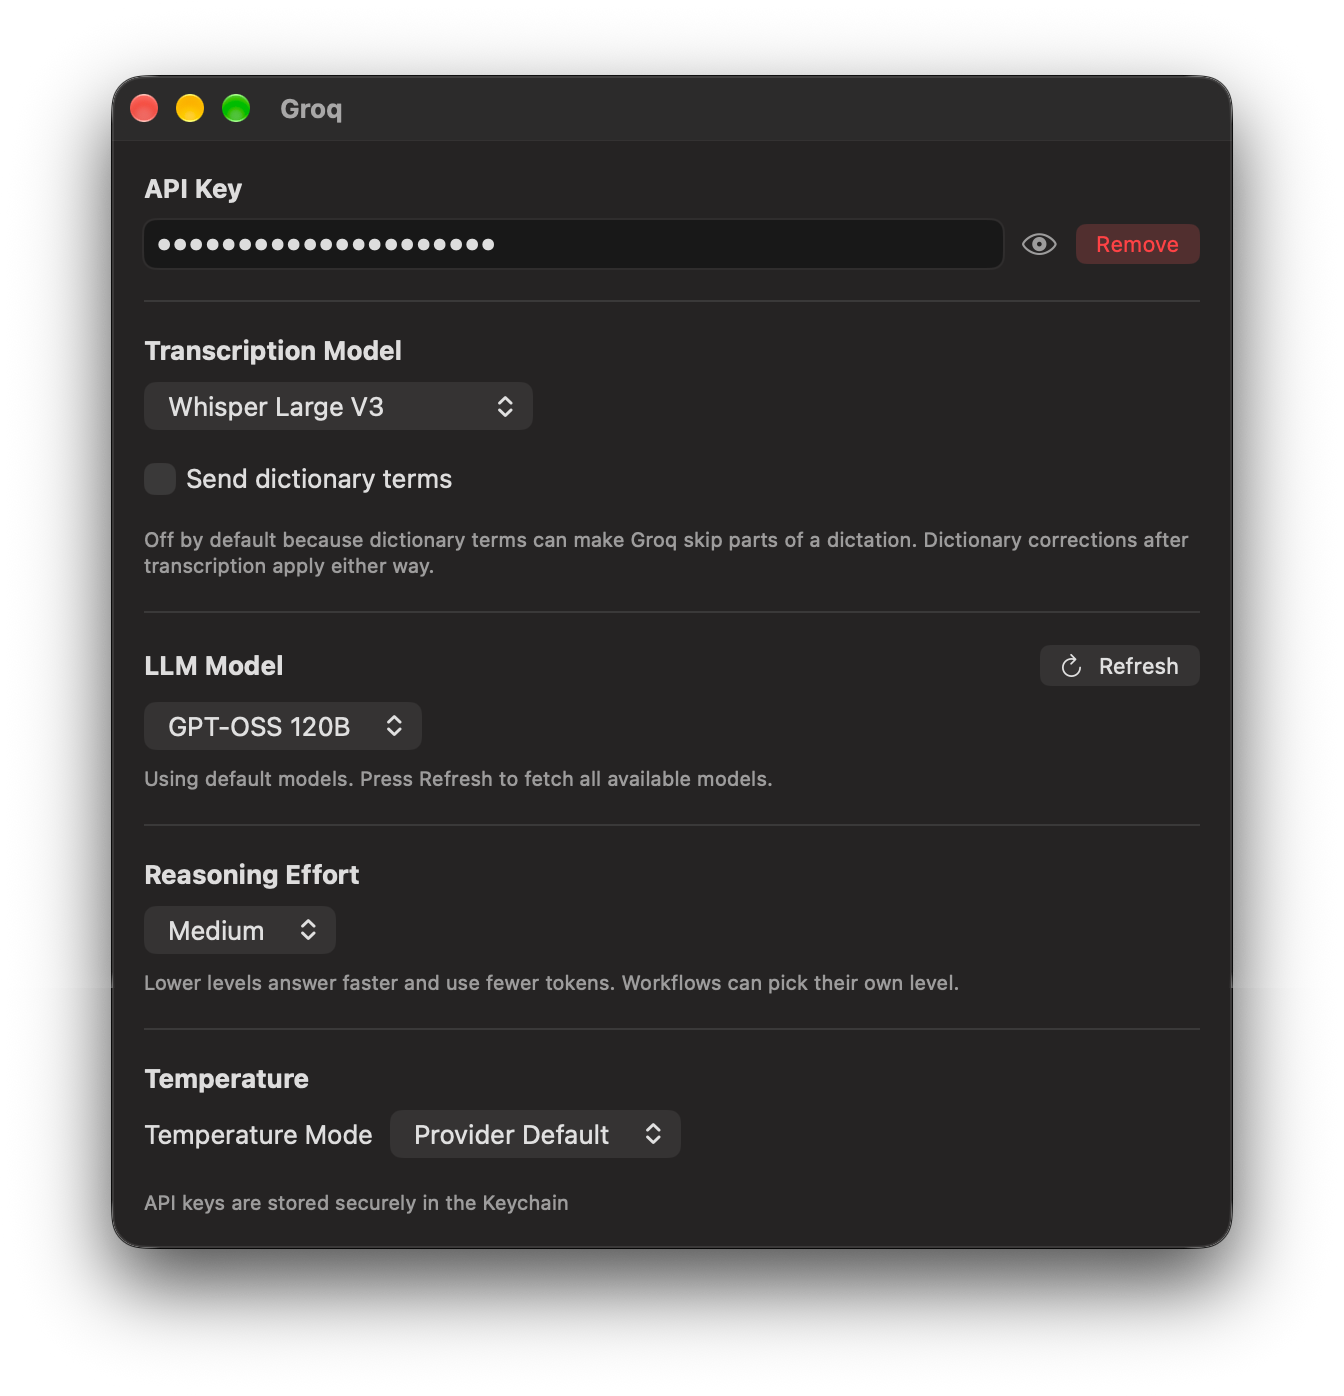 Groq
API Key
●●●●●●●●●●●●●●●●●●●●●
Remove
Transcription Model
Whisper Large V3
Send dictionary terms
Off by default because dictionary terms can make Groq skip parts of a dictation. Dictionary corrections after
transcription apply either way.
LLM Model
Refresh
GPT-OSS 120B
Using default models. Press Refresh to fetch all available models.
Reasoning Effort
Medium
Lower levels answer faster and use fewer tokens. Workflows can pick their own level.
Temperature
Temperature Mode Provider Default
API keys are stored securely in the Keychain